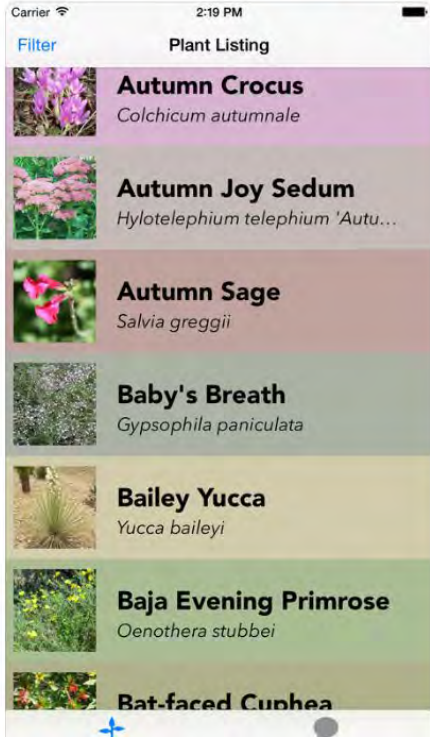 Carrier 2:19 PM
Filter Plant Listing
Autumn Crocus
Colchicum autumnale
Autumn Joy Sedum
Hylotelephium telephium 'Autu...
Autumn Sage
Salvia greggii
Baby's Breath
Gypsophila paniculata
Bailey Yucca
Yucca baileyi
Baja Evening Primrose
Oenothera stubbei
Bat-faced Cuphea